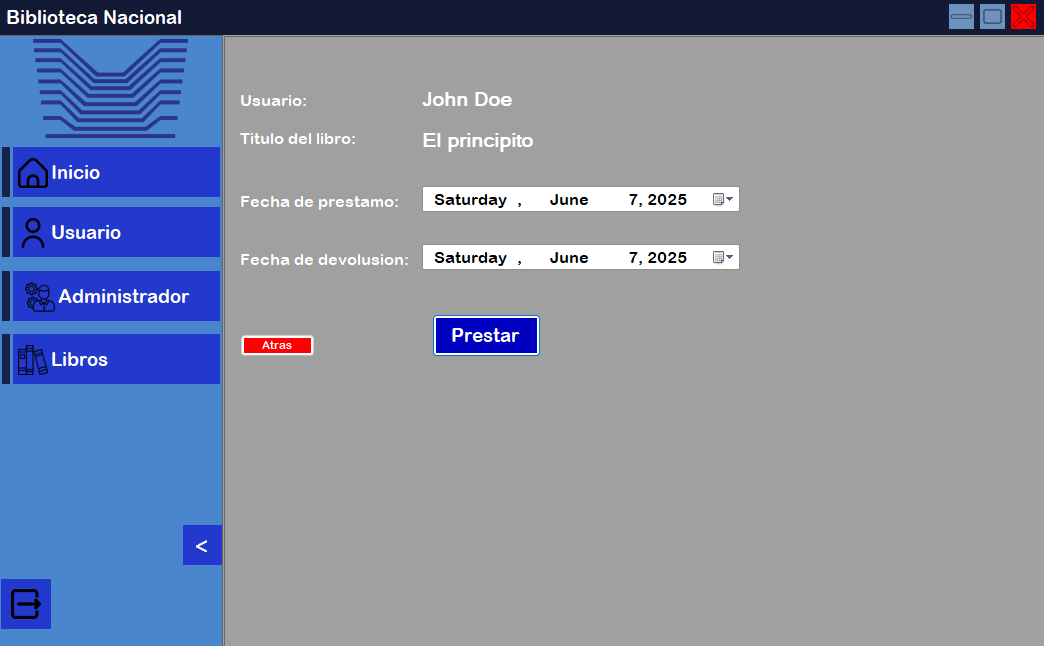 Biblioteca Nacional
Inicio
Usuario
Administrador
Libros
<
Usuario: John Doe
Titulo del libro: El principito
Fecha de prestamo: Saturday , June 7, 2025
Fecha de devolusion: Saturday , June 7, 2025
Atras
Prestar